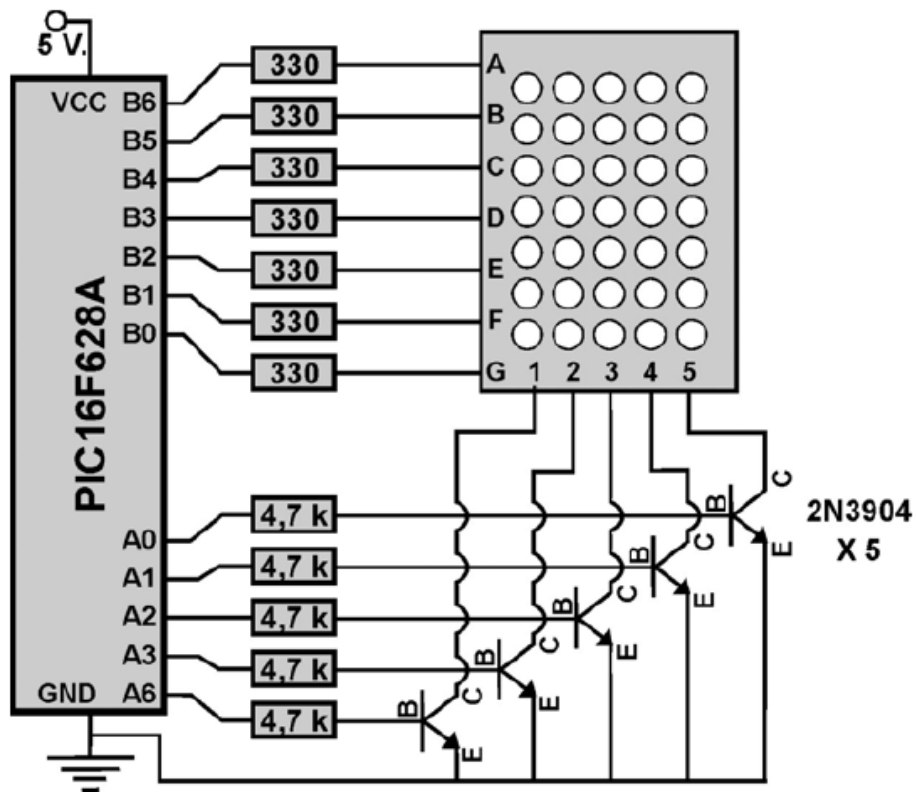 5 V.
VCC B6 330 A
B5 330 B
B4 330 C
B3 330 D
B2 330 E
B1 330 F
B0 330 G 1 2 3 4 5
PIC16F628A
A0 4,7 k B C E
A1 4,7 k B C E
A2 4,7 k B C E
A3 4,7 k B C E
GND A6 4,7 k B C E
2N3904
X 5